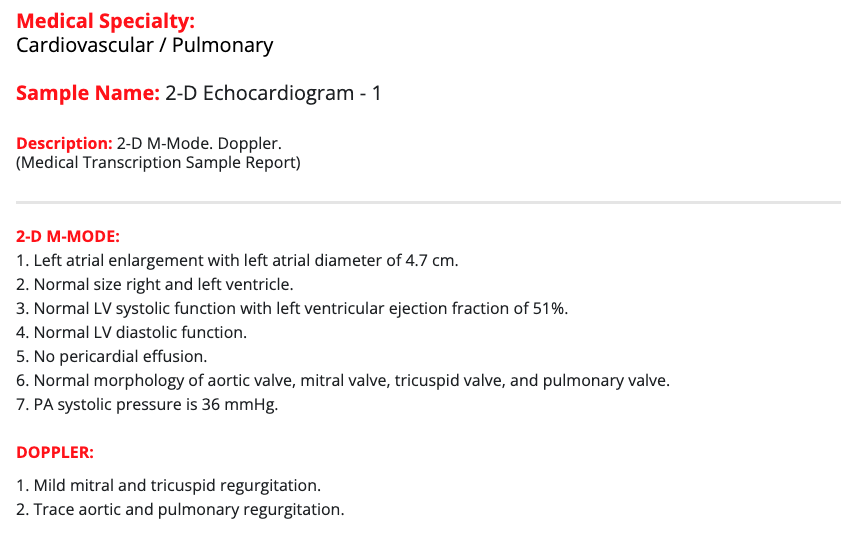 Medical Specialty:
Cardiovascular / Pulmonary
Sample Name: 2-D Echocardiogram - 1
Description: 2-D M-Mode. Doppler.
(Medical Transcription Sample Report)
2-D M-MODE:
1. Left atrial enlargement with left atrial diameter of 4.7 cm.
2. Normal size right and left ventricle.
3. Normal LV systolic function with left ventricular ejection fraction of 51%.
4. Normal LV diastolic function.
5. No pericardial effusion.
6. Normal morphology of aortic valve, mitral valve, tricuspid valve, and pulmonary valve.
7. PA systolic pressure is 36 mmHg.
DOPPLER:
1. Mild mitral and tricuspid regurgitation.
2. Trace aortic and pulmonary regurgitation.